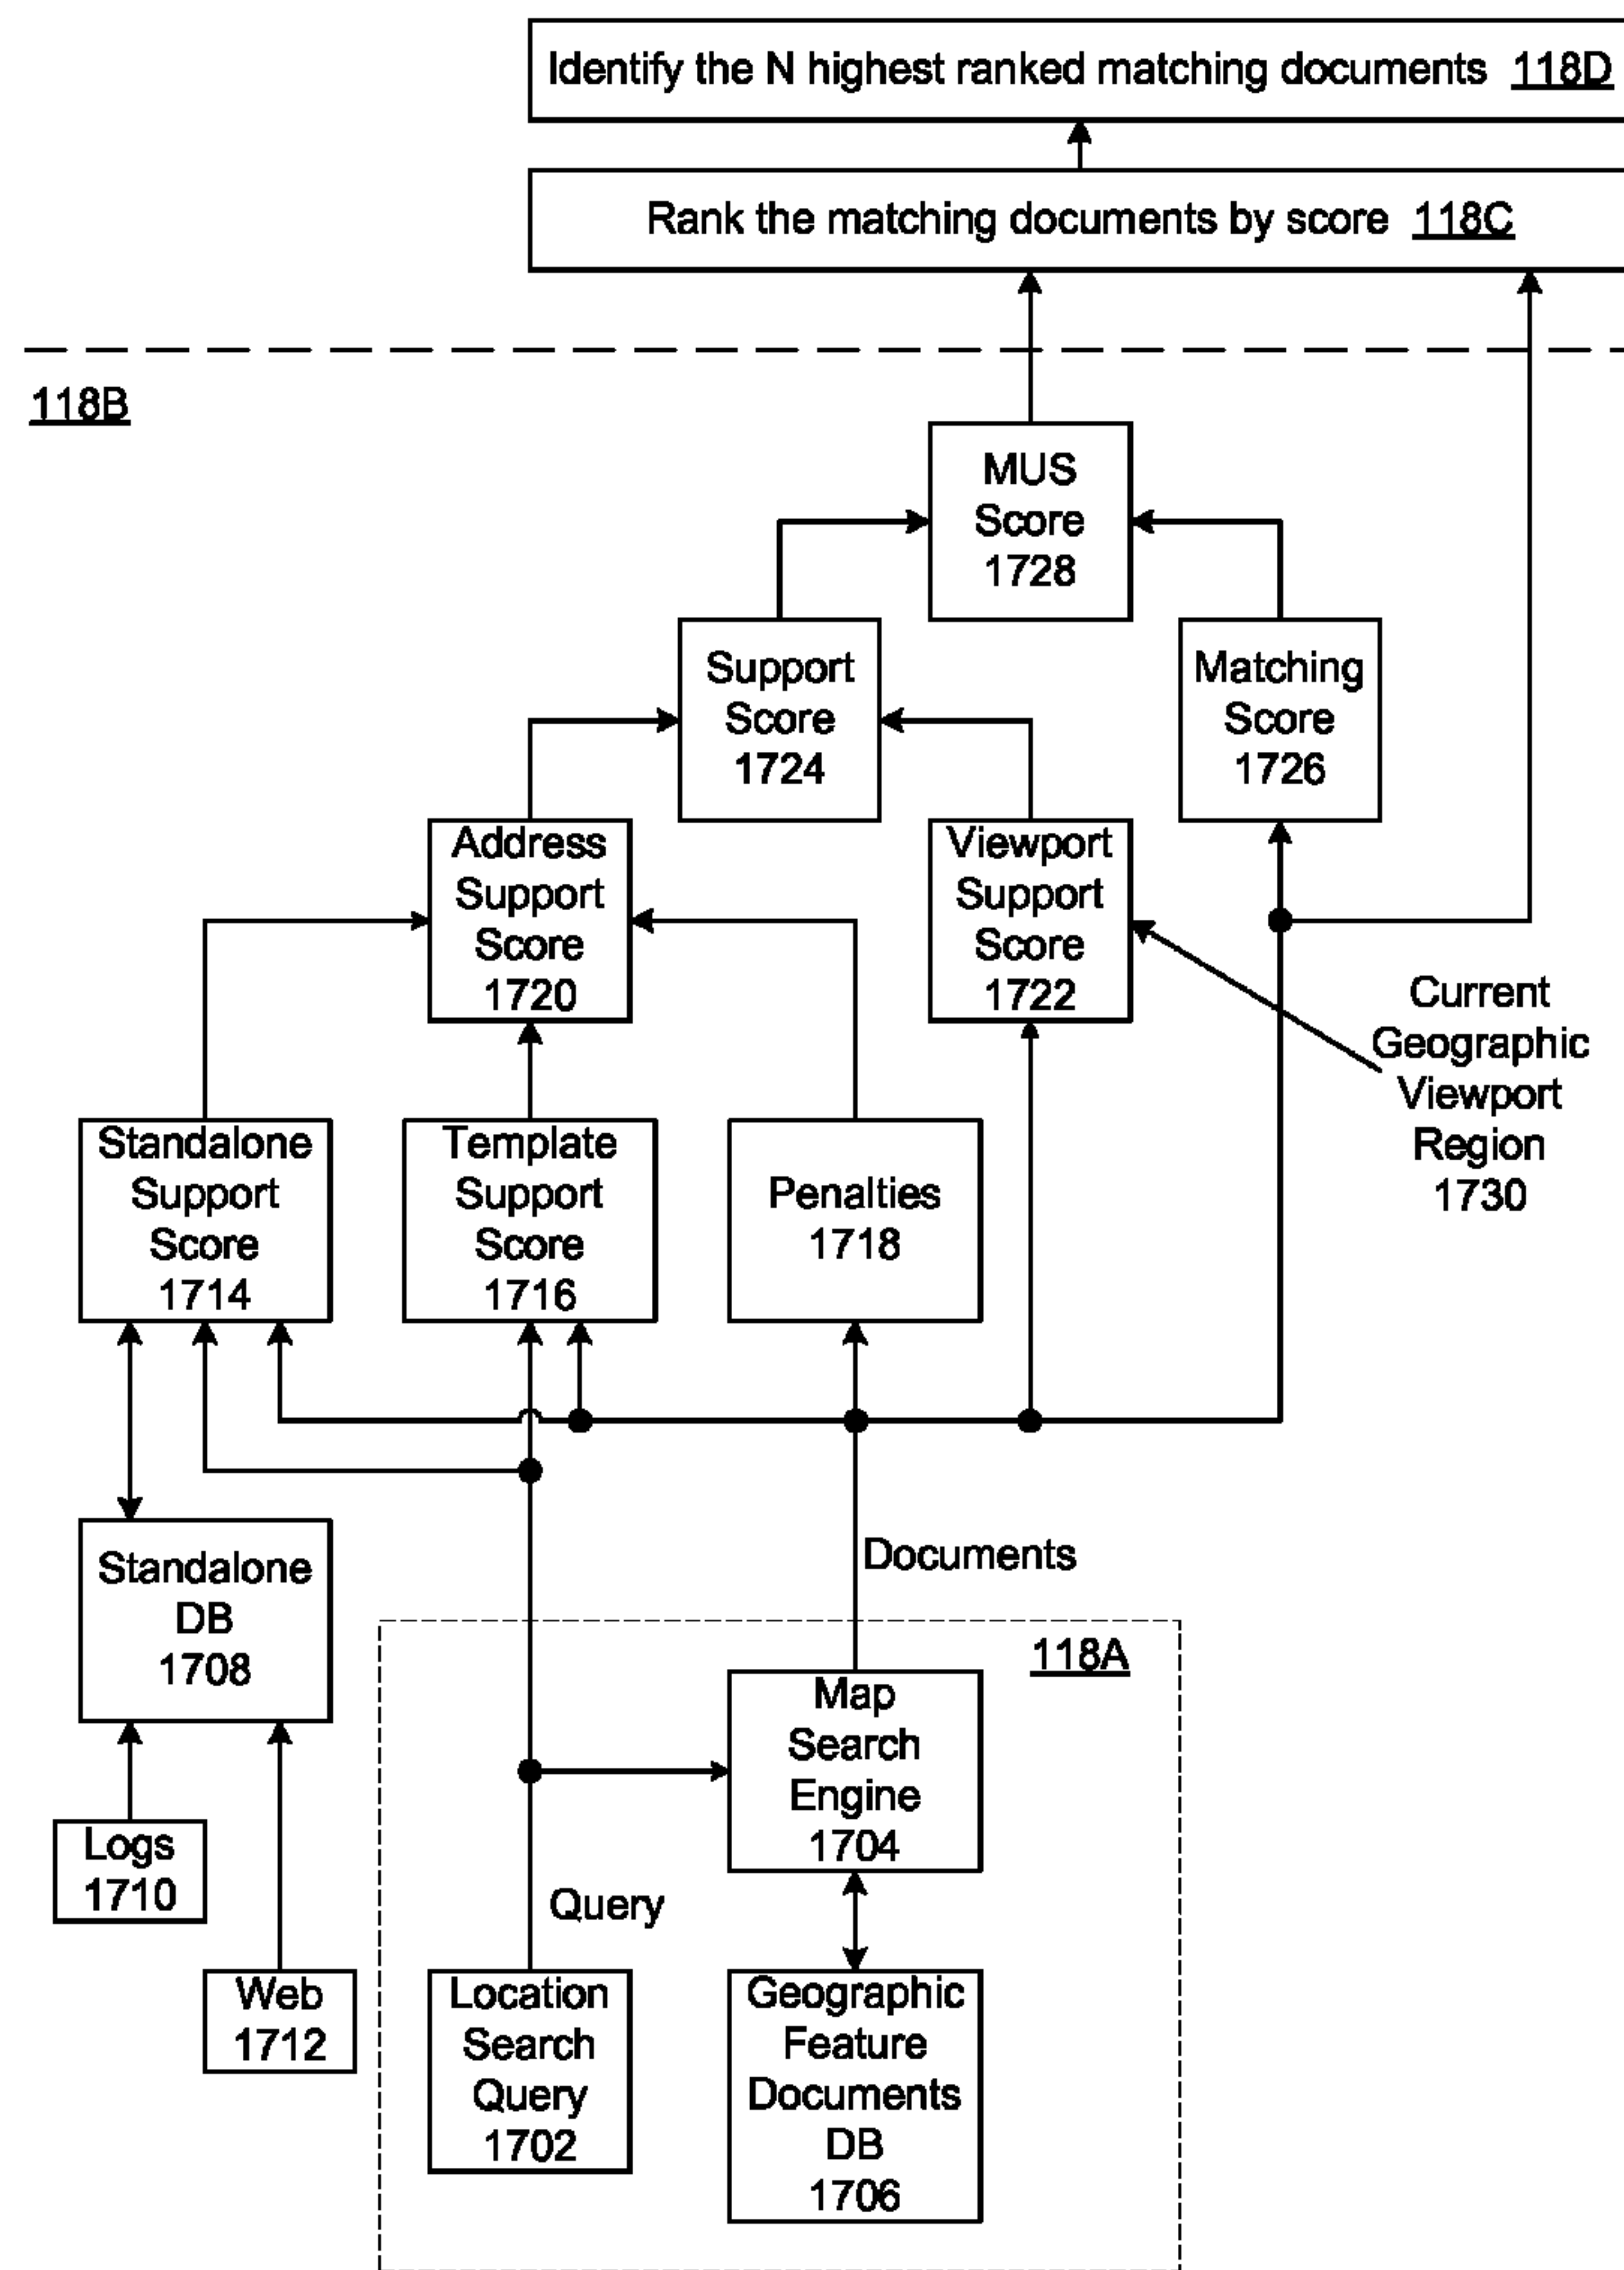 Identify the N highest ranked matching documents 118D
Rank the matching documents by score 118C
118B
MUS
Score
1728
Support
Score
1724
Matching
Score
1726
Address
Support
Score
1720
Viewport
Support
Score
1722
Current
Geographic
Viewport
Region
1730
Standalone
Support
Score
1714
Template
Support
Score
1716
Penalties
1718
Standalone
DB
1708
Documents
118A
Map
Search
Engine
1704
Logs
1710
Query
Web
1712
Location
Search
Query
1702
Geographic
Feature
Documents
DB
1706